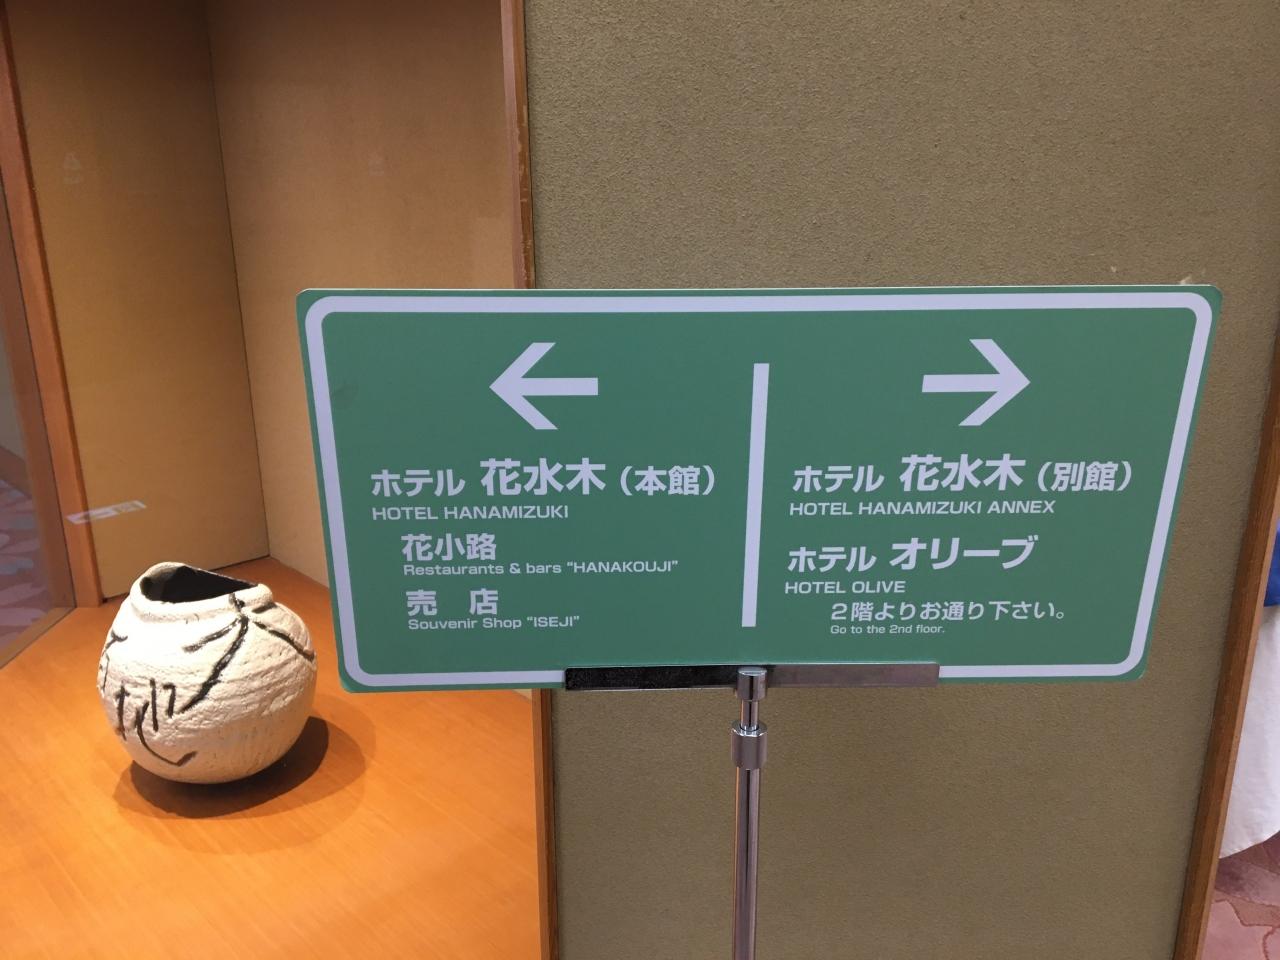 ホテル 花水木（本館）
HOTEL HANAMIZUKI
花小路
Restaurants & bars “HANAKOUJI”
売 店
Souvenir Shop “ISEJI”
ホテル 花水木（別館）
HOTEL HANAMIZUKI ANNEX
ホテル オリーブ
HOTEL OLIVE
2階よりお通り下さい。
Go to the 2nd floor.